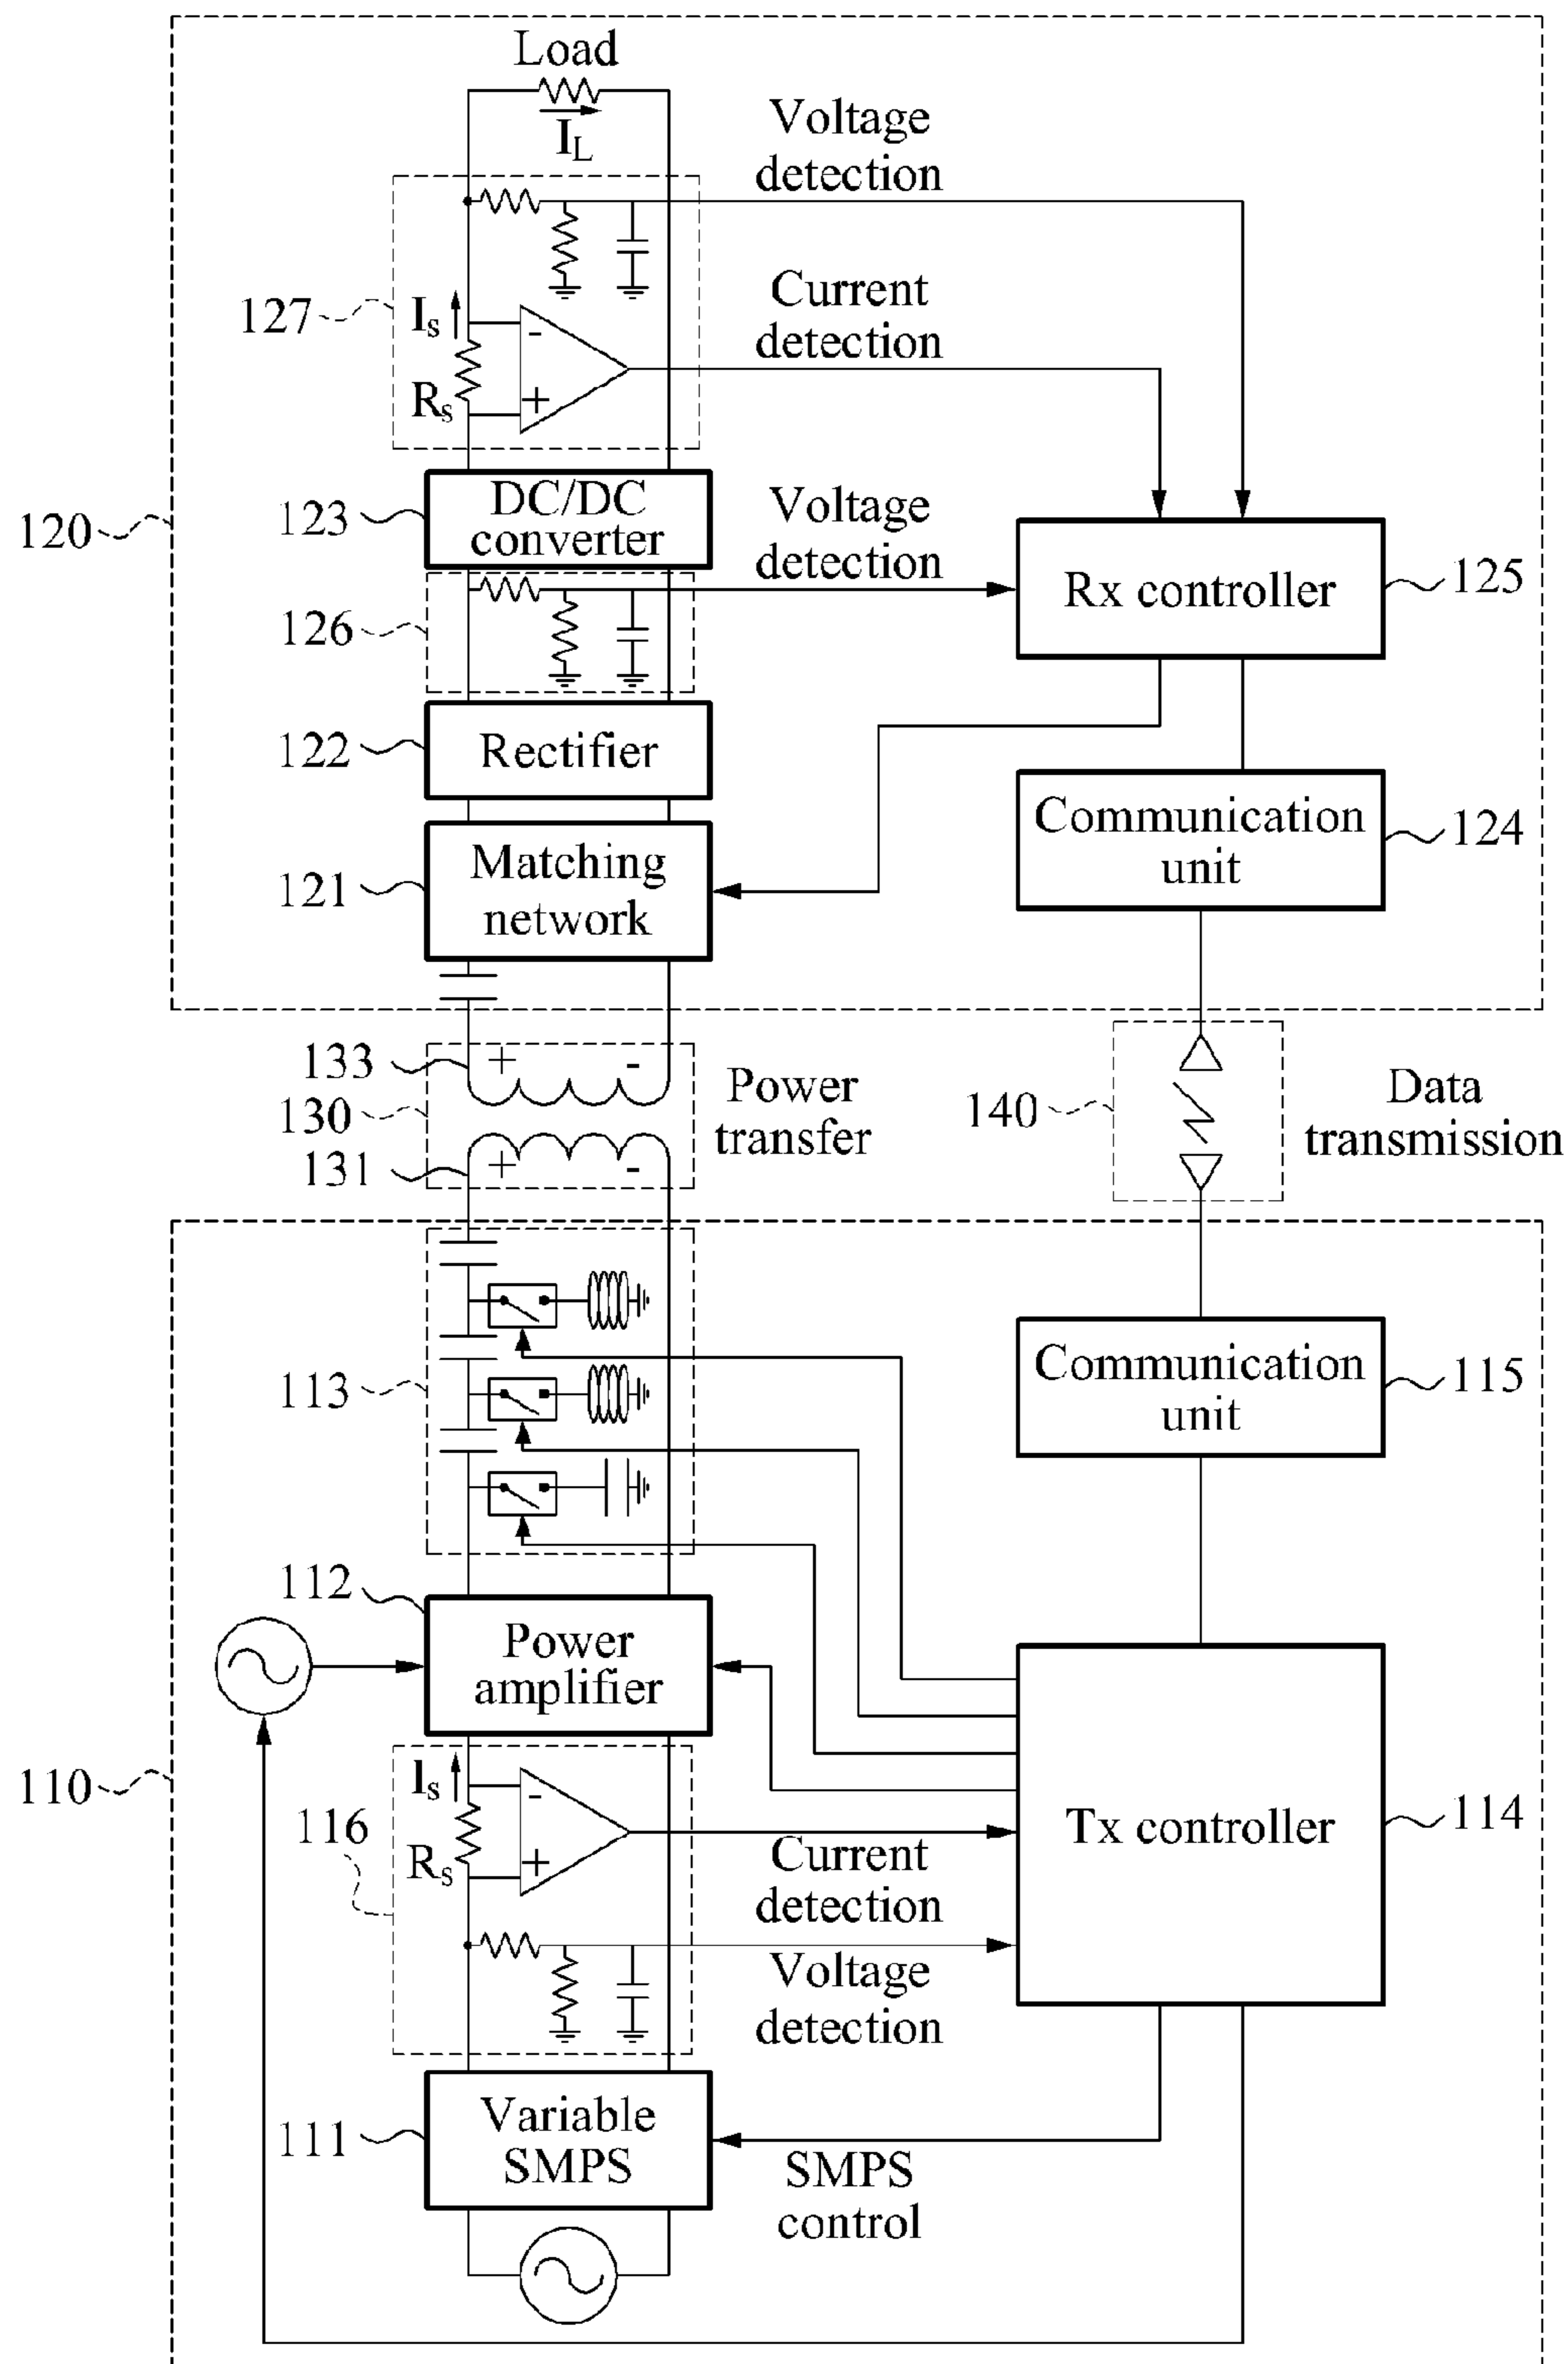 Load
I_L
Voltage
detection
127
I_S
R_S
-
+
Current
detection
120
123
DC/DC
converter
Voltage
detection
Rx controller
125
126
122
Rectifier
121
Matching
network
Communication
unit
124
133
+
-
130
Power
transfer
131
+
-
140
Data
transmission
113
Communication
unit
115
112
Power
amplifier
110
116
I_S
R_S
-
+
Current
detection
Voltage
detection
Tx controller
114
111
Variable
SMPS
SMPS
control